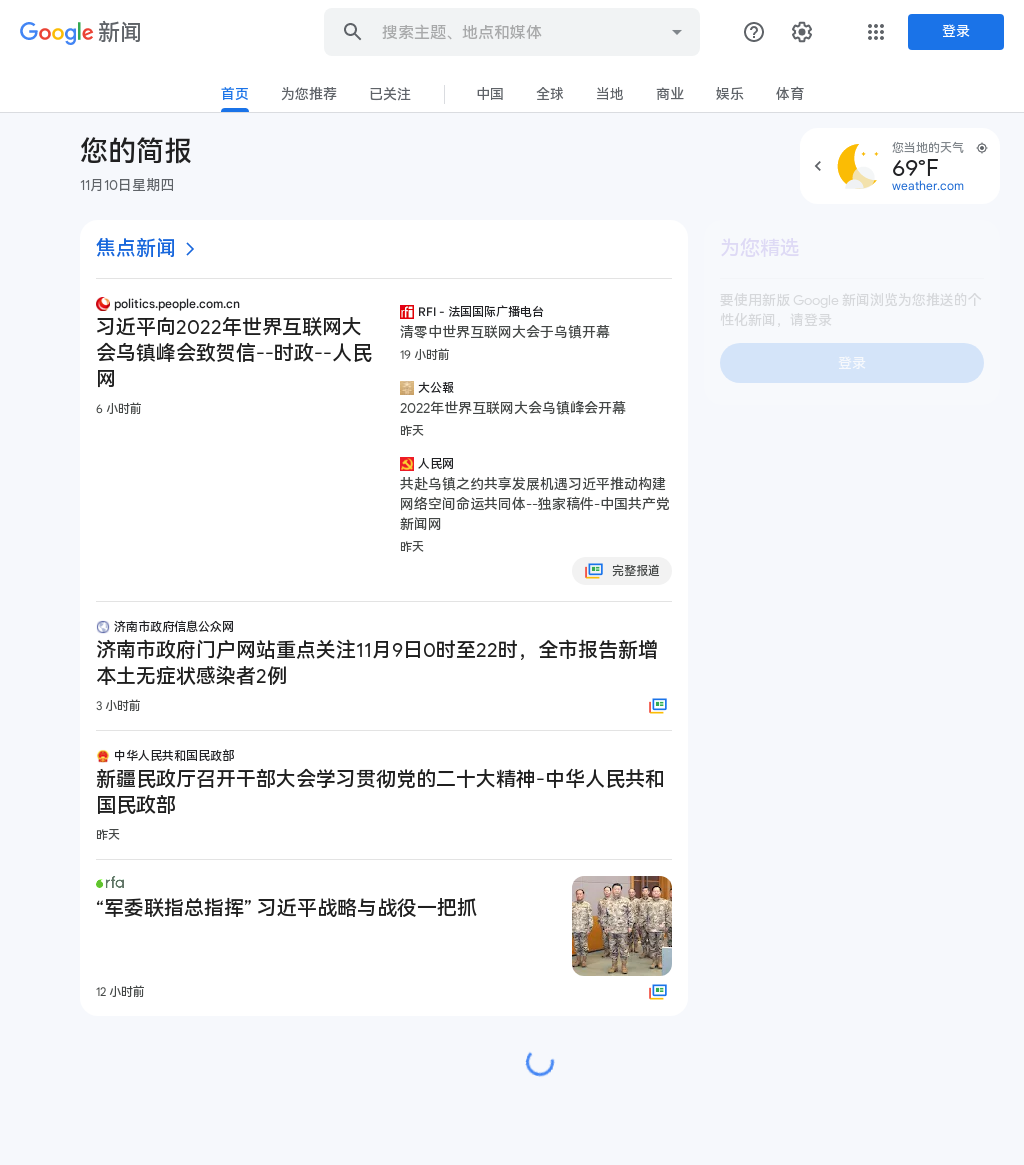 Google 新闻
搜索主题、地点和媒体
登录
首页
为您推荐
已关注
中国
全球
当地
商业
娱乐
体育
您的简报
11月10日星期四
您当地的天气
69°F
weather.com
焦点新闻
politics.people.com.cn
习近平向2022年世界互联网大
会乌镇峰会致贺信--时政--人民
网
6 小时前
RFI - 法国国际广播电台
清零中世界互联网大会于乌镇开幕
19 小时前
大公報
2022年世界互联网大会乌镇峰会开幕
昨天
人民网
共赴乌镇之约共享发展机遇习近平推动构建
网络空间命运共同体--独家稿件-中国共产党
新闻网
昨天
完整报道
济南市政府信息公众网
济南市政府门户网站重点关注11月9日0时至22时，全市报告新增
本土无症状感染者2例
3 小时前
中华人民共和国民政部
新疆民政厅召开干部大会学习贯彻党的二十大精神-中华人民共和
国民政部
昨天
rfa
“军委联指总指挥” 习近平战略与战役一把抓
12 小时前
为您精选
要使用新版 Google 新闻浏览为您推送的个
性化新闻，请登录
登录